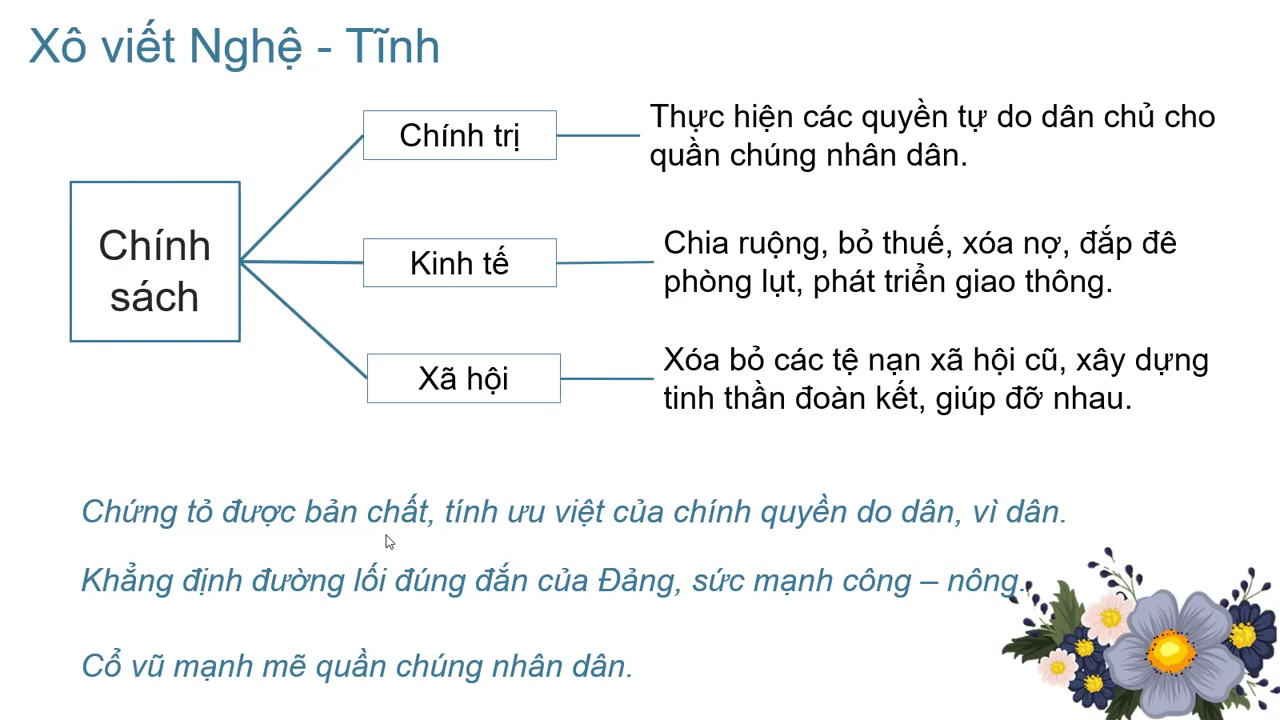 Xô viết Nghệ - Tĩnh
Chính sách
Chính trị
Thực hiện các quyền tự do dân chủ cho
quần chúng nhân dân.
Kinh tế
Chia ruộng, bỏ thuế, xóa nợ, đắp đê
phòng lụt, phát triển giao thông.
Xã hội
Xóa bỏ các tệ nạn xã hội cũ, xây dựng
tinh thần đoàn kết, giúp đỡ nhau.
Chứng tỏ được bản chất, tính ưu việt của chính quyền do dân, vì dân.
Khẳng định đường lối đúng đắn của Đảng, sức mạnh công – nông.
Cổ vũ mạnh mẽ quần chúng nhân dân.